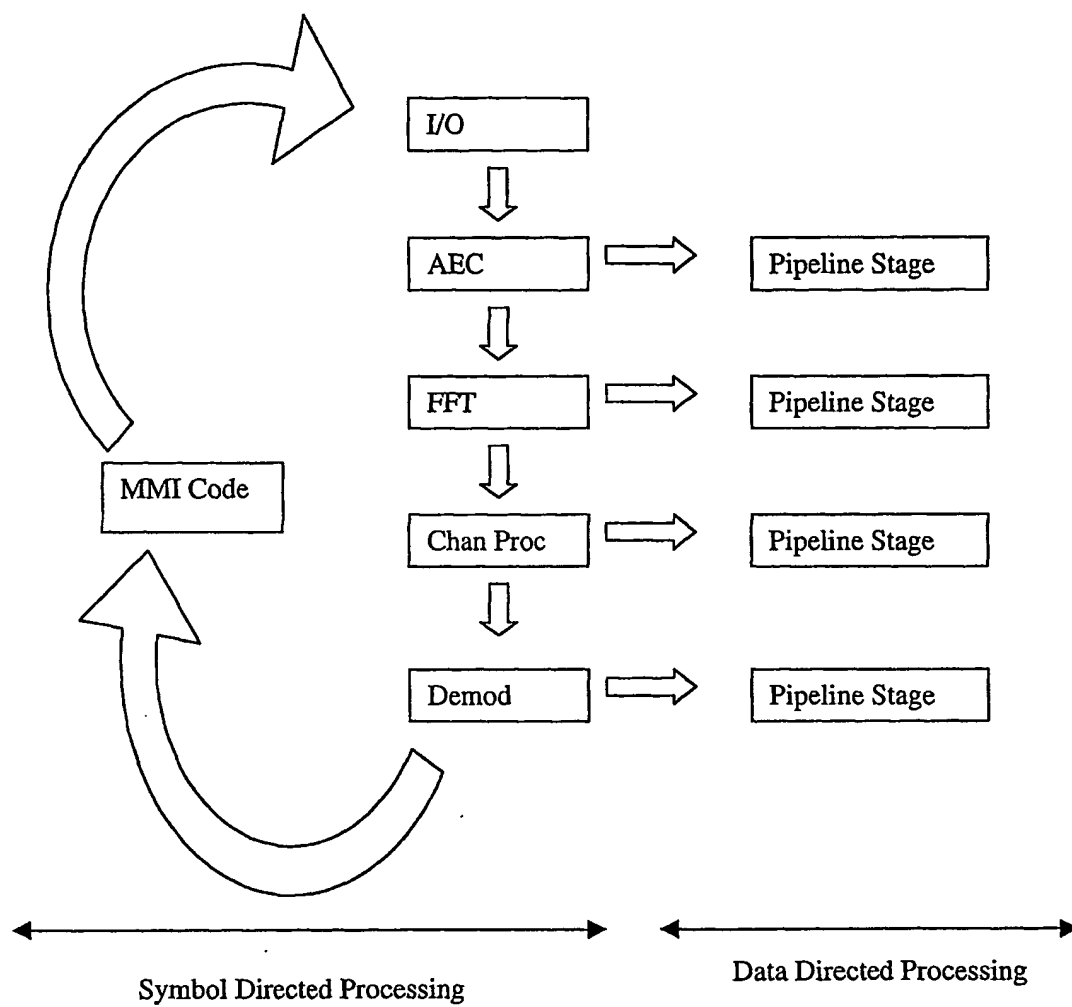 I/O
AEC
Pipeline Stage
FFT
Pipeline Stage
MMI Code
Chan Proc
Pipeline Stage
Demod
Pipeline Stage
Symbol Directed Processing
Data Directed Processing